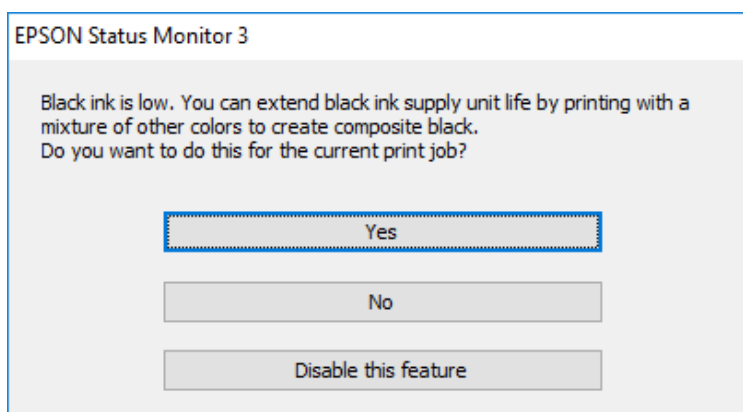 EPSON Status Monitor 3
Black ink is low. You can extend black ink supply unit life by printing with a
mixture of other colors to create composite black.
Do you want to do this for the current print job?
Yes
No
Disable this feature